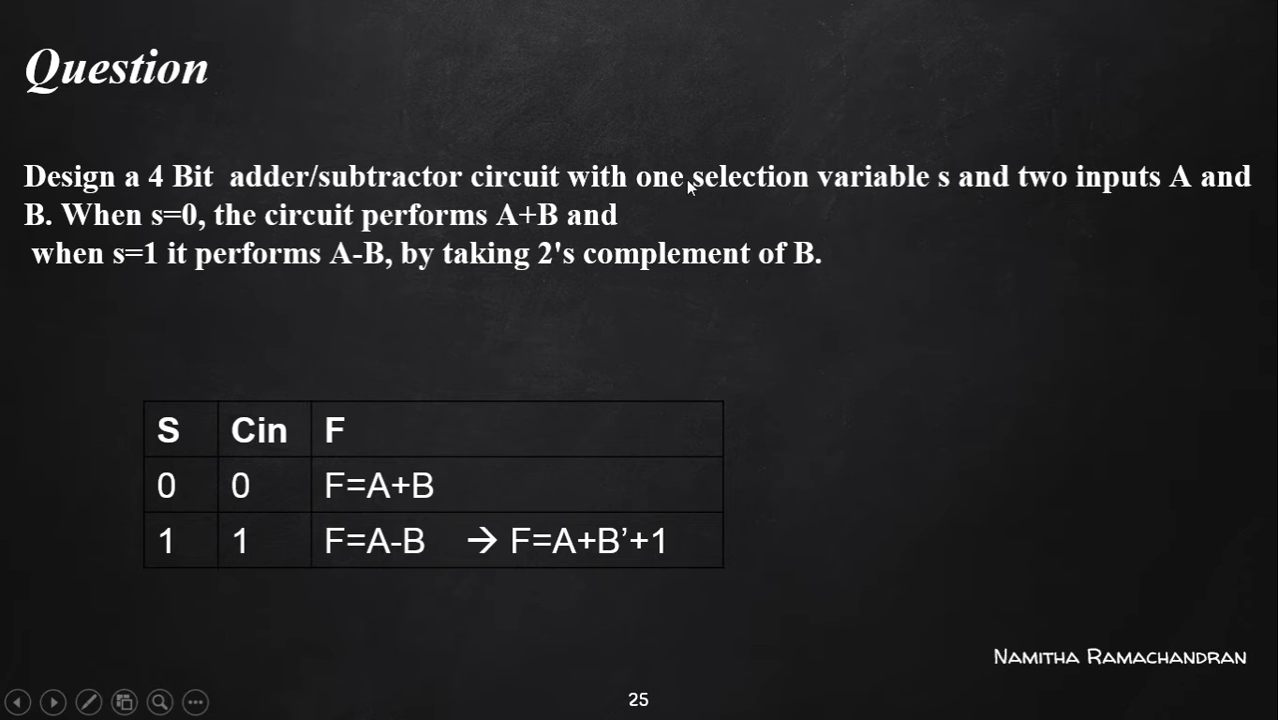 Question
Design a 4 Bit adder/subtractor circuit with one selection variable s and two inputs A and
B. When s=0, the circuit performs A+B and
when s=1 it performs A-B, by taking 2's complement of B.
S Cin F
0 0 F=A+B
1 1 F=A-B → F=A+B’+1
Namitha Ramachandran
25